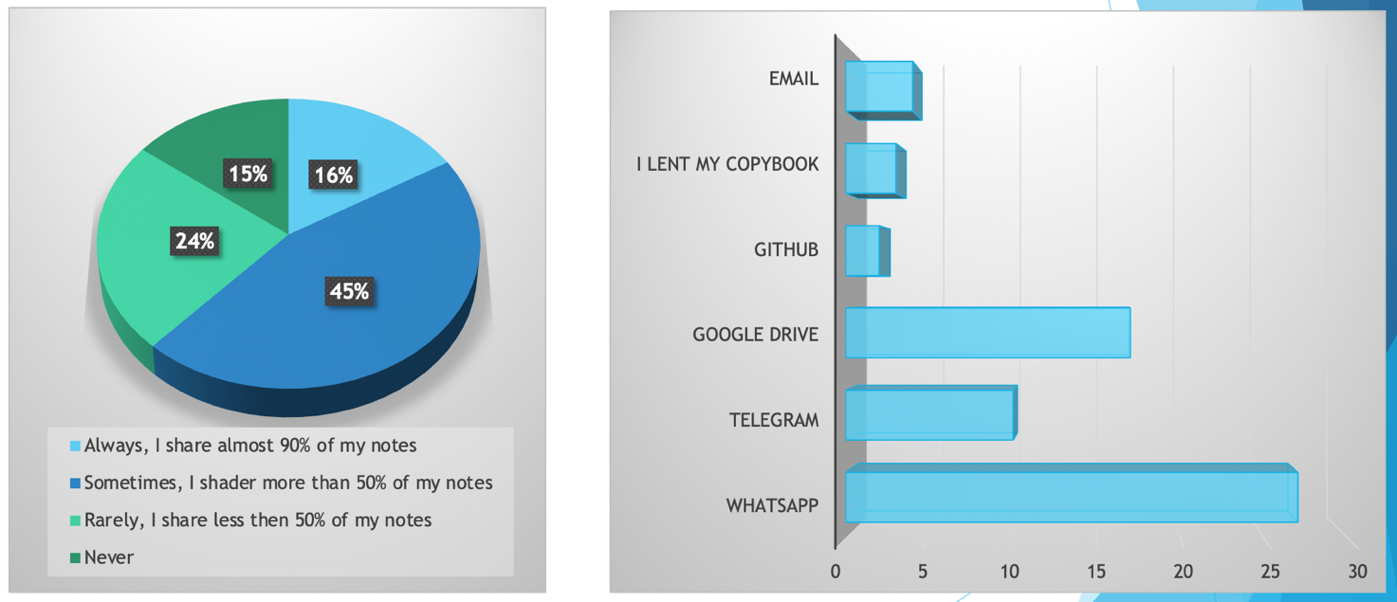 15%
16%
24%
45%
Always, I share almost 90% of my notes
Sometimes, I shader more than 50% of my notes
Rarely, I share less then 50% of my notes
Never
EMAIL
I LENT MY COPYBOOK
GITHUB
GOOGLE DRIVE
TELEGRAM
WHATSAPP
0 5 10 15 20 25 30